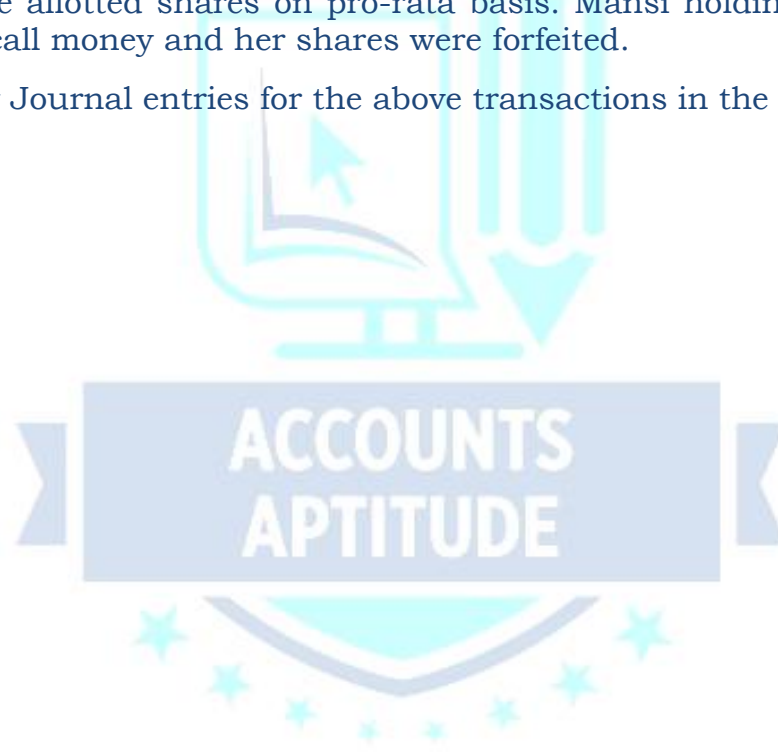 e allotted shares on pro-rata basis. Mansi holdin
call money and her shares were forfeited.
Journal entries for the above transactions in the
ACCOUNTS
APTITUDE